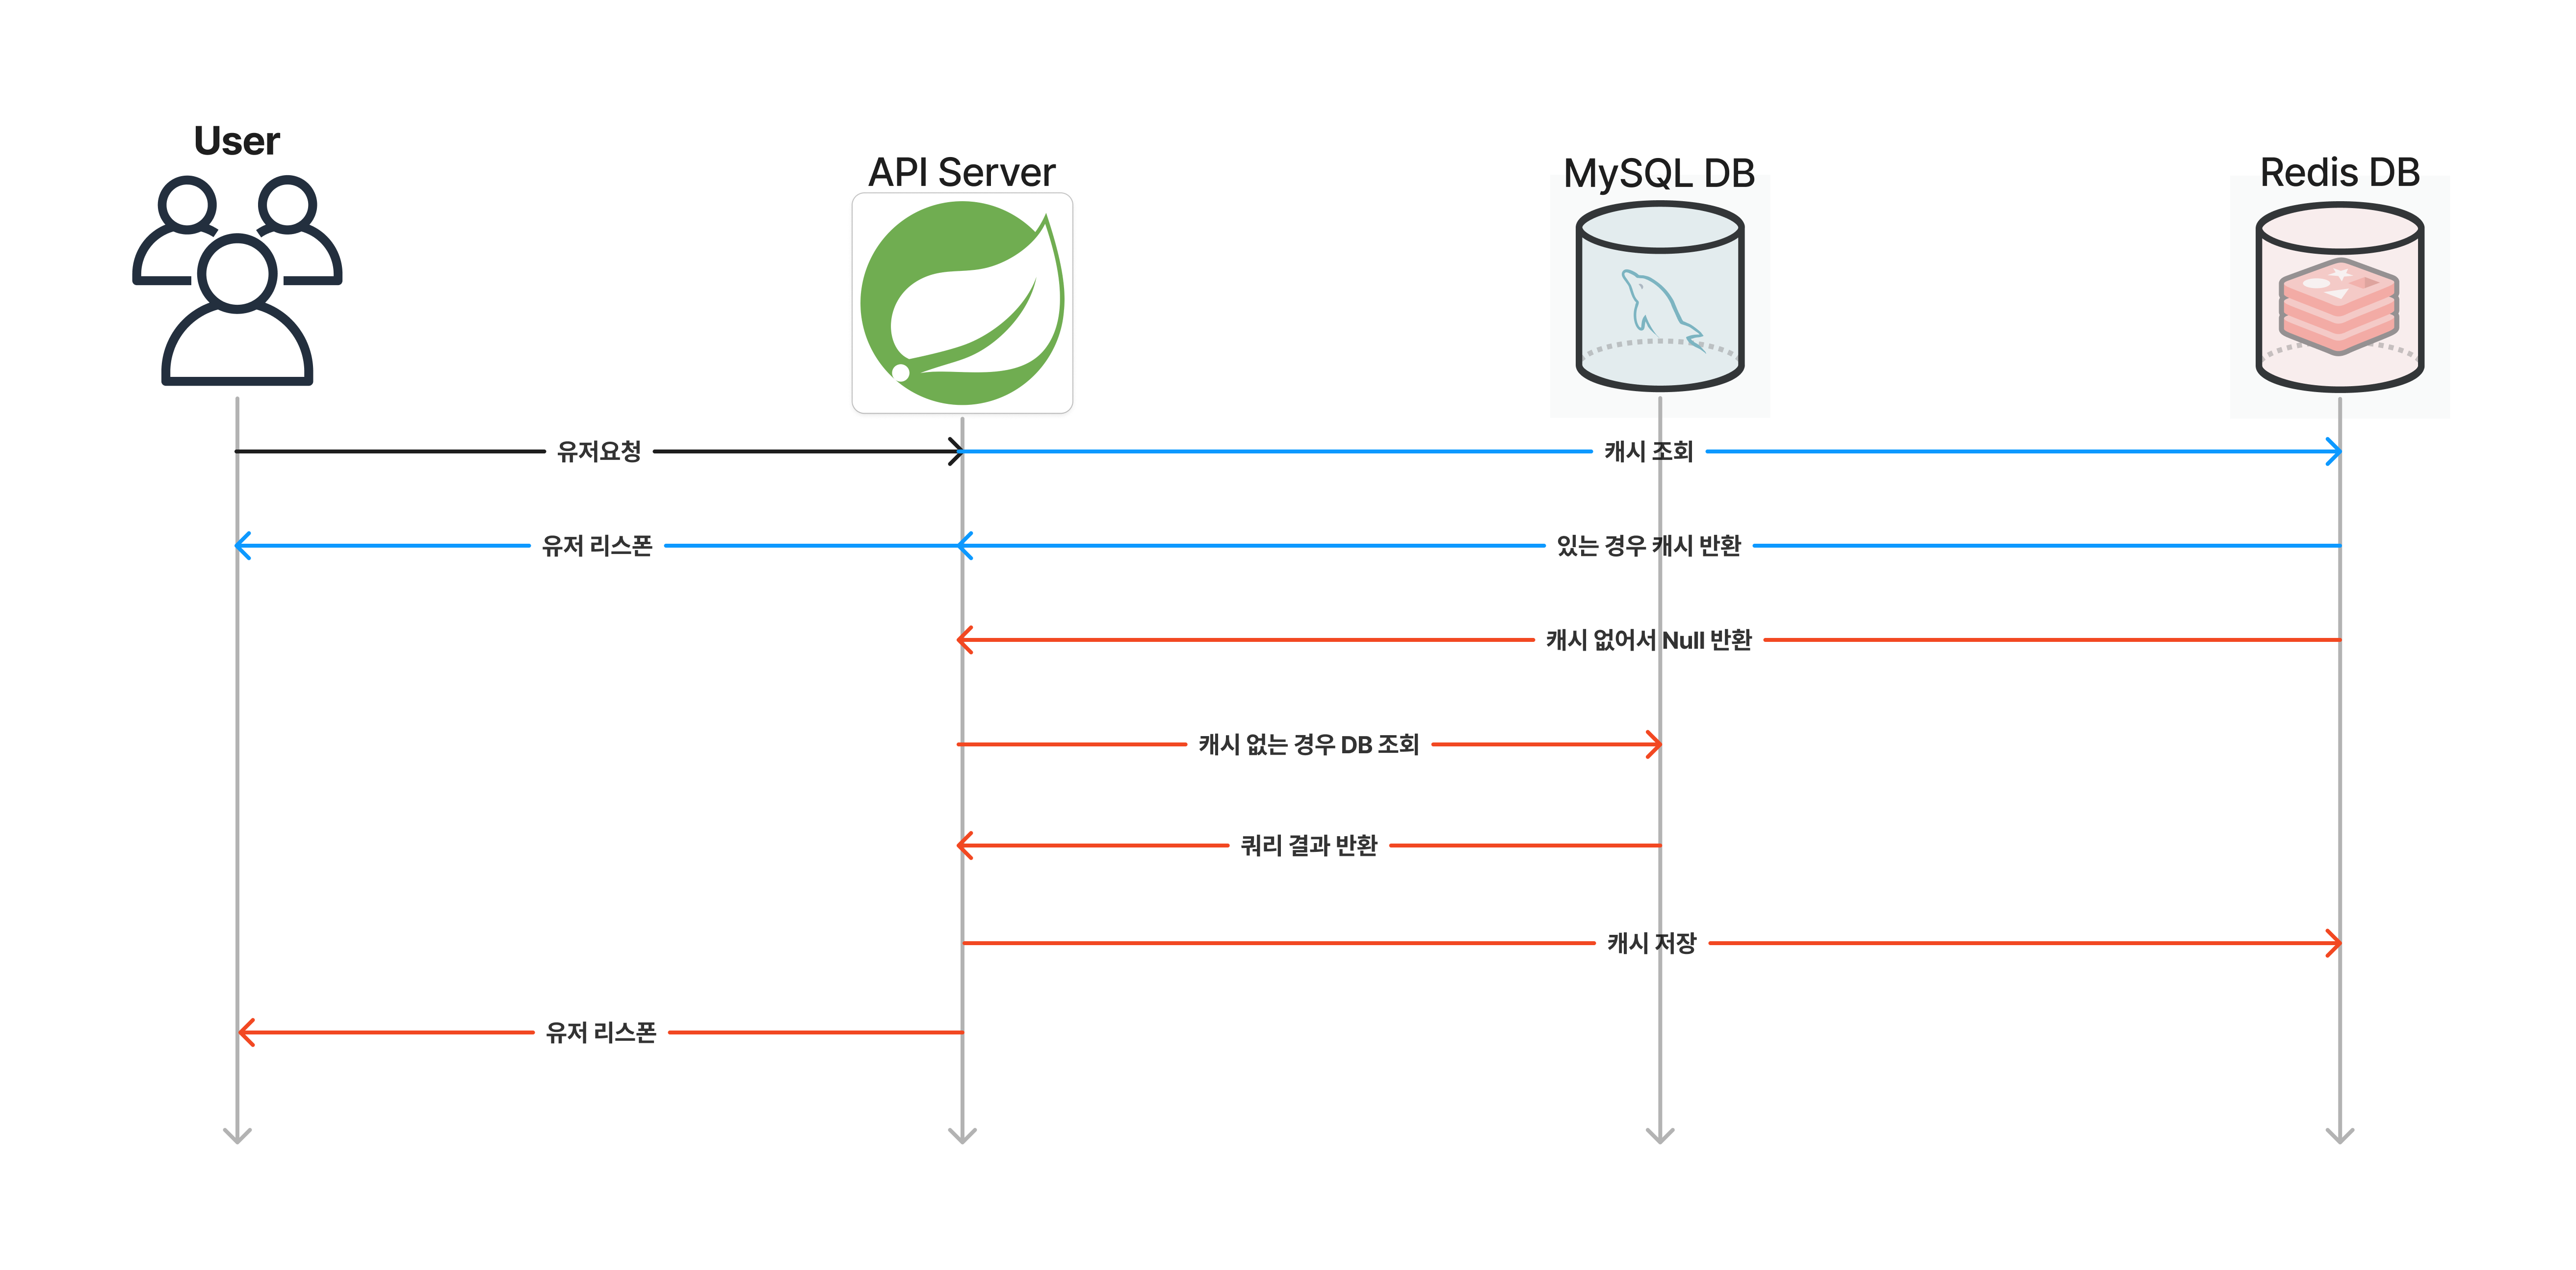 User
API Server
MySQL DB
Redis DB
유저요청
캐시 조회
유저 리스폰
있는 경우 캐시 반환
캐시 없어서 Null 반환
캐시 없는 경우 DB 조회
쿼리 결과 반환
캐시 저장
유저 리스폰